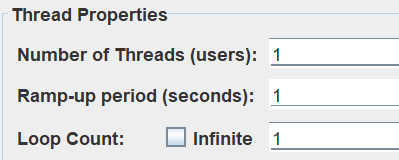 Thread Properties
Number of Threads (users): 1
Ramp-up period (seconds): 1
Loop Count: Infinite 1